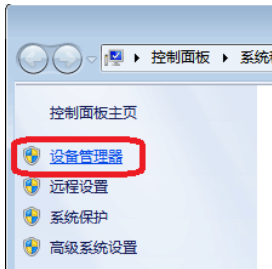 控制面板 系统
控制面板主页
设备管理器
远程设置
系统保护
高级系统设置